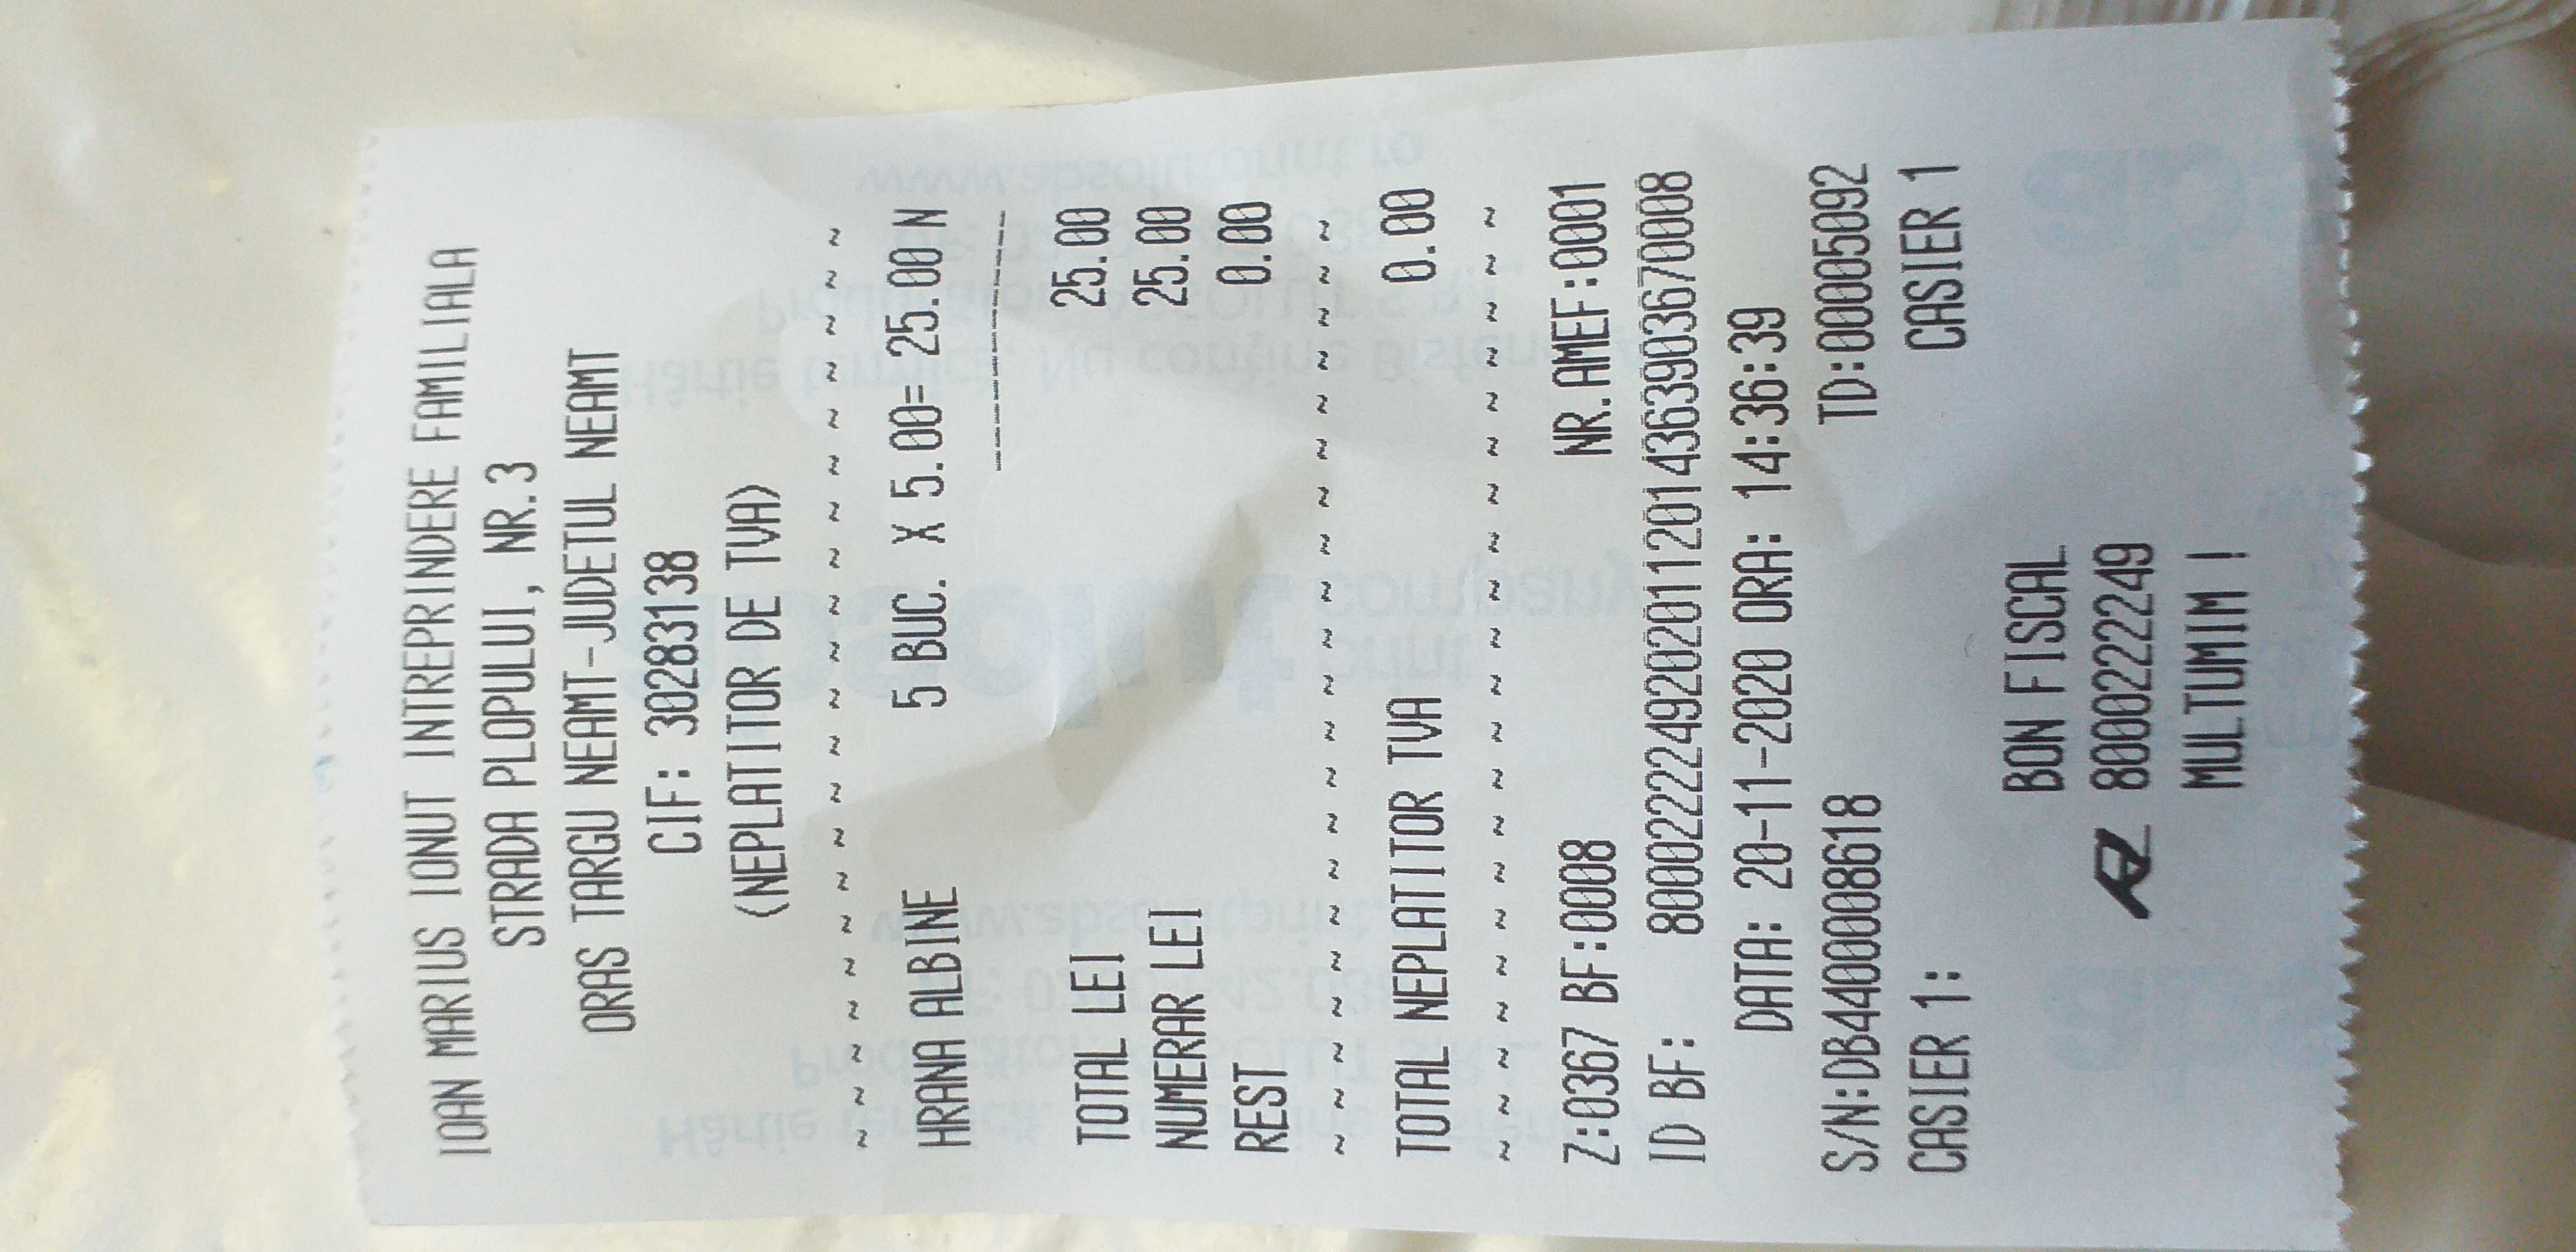 IOAN MARIUS IONUT INTREPRINDERE FAMILIALA
STRADA PLOPULUI, NR.3
ORAS TARGU NEAMT-JUDETUL NEAMT
CIF: 30283138
(NEPLATITOR DE TVA)
~ ~ ~ ~ ~ ~ ~ ~ ~ ~ ~ ~ ~ ~ ~ ~ ~ ~ ~ ~
5 BUC. X 5.00= 25.00 N
HRANA ALBINE
TOTAL LEI 25.00
NUMERAR LEI 25.00
REST 0.00
~ ~ ~ ~ ~ ~ ~ ~ ~ ~ ~ ~ ~ ~ ~ ~ ~ ~ ~ ~
TOTAL NEPLATITOR TVA 0.00
~ ~ ~ ~ ~ ~ ~ ~ ~ ~ ~ ~ ~ ~ ~ ~ ~ ~ ~ ~
Z:0367 BF:0008 NR.AMEF:0001
ID BF: 800022224920201120143639036700​08
DATA: 20-11-2020 ORA: 14:36:39
S/N:DB4400008618 TD:00005092
CASIER 1: CASIER 1
BON FISCAL
8000222249
MULTUMIM !